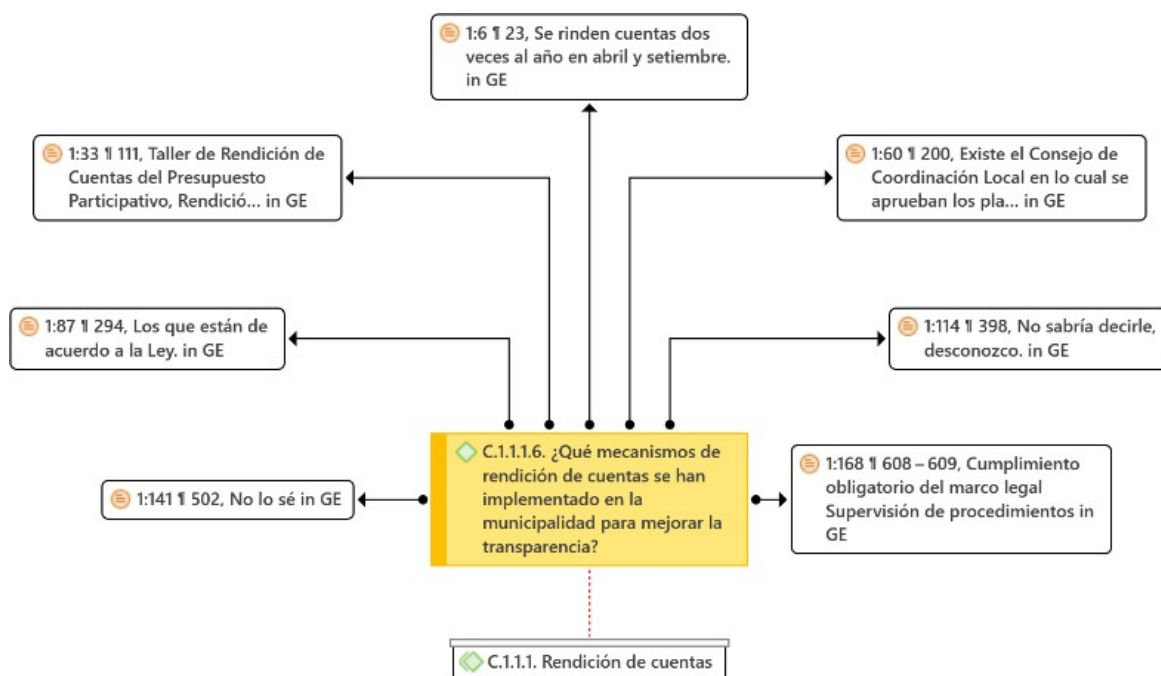 1:6 ¶ 23, Se rinden cuentas dos
veces al año en abril y setiembre.
in GE
1:33 ¶ 111, Taller de Rendición de
Cuentas del Presupuesto
Participativo, Rendició... in GE
1:60 ¶ 200, Existe el Consejo de
Coordinación Local en lo cual se
aprueban los pla... in GE
1:87 ¶ 294, Los que están de
acuerdo a la Ley. in GE
1:114 ¶ 398, No sabría decirle,
desconozco. in GE
1:141 ¶ 502, No lo sé in GE
C.1.1.1.6. ¿Qué mecanismos de
rendición de cuentas se han
implementado en la
municipalidad para mejorar la
transparencia?
1:168 ¶ 608 – 609, Cumplimiento
obligatorio del marco legal
Supervisión de procedimientos in
GE
C.1.1.1. Rendición de cuentas